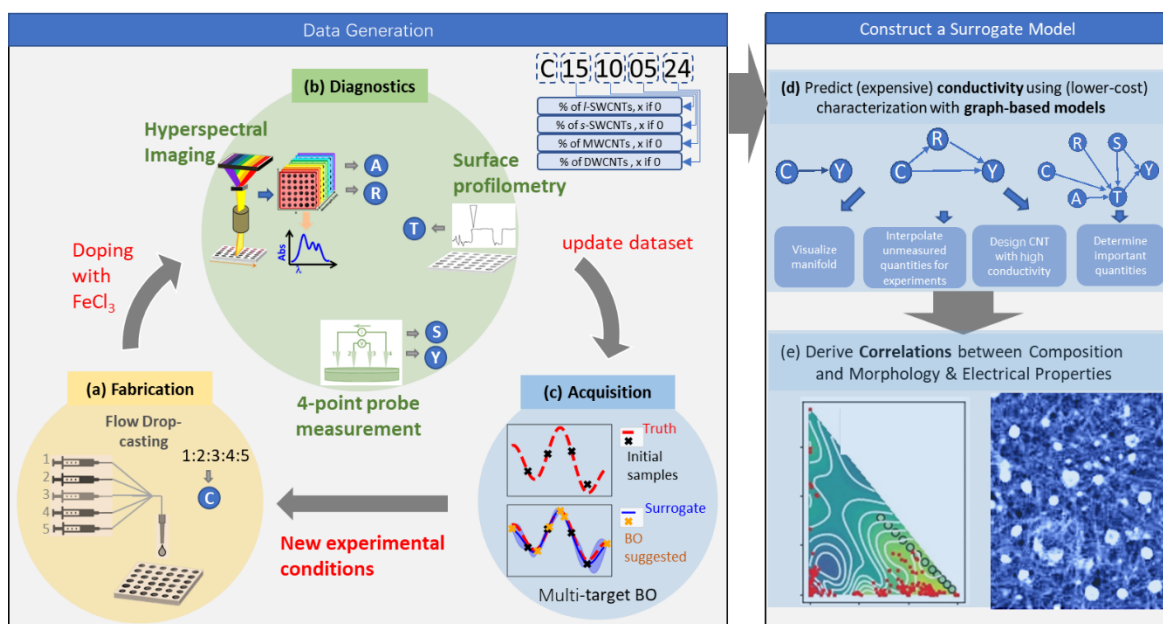 Data Generation
(b) Diagnostics
Hyperspectral
Imaging
A
R
Abs
λ
Surface
profilometry
T
C 15 10 05 24
% of l-SWCNTs, x if 0
% of s-SWCNTs, x if 0
% of MWCNTs, x if 0
% of DWCNTs, x if 0
Doping
with
FeCl3
update dataset
S
Y
4-point probe
measurement
(a) Fabrication
Flow Drop-
casting
1
2
3
4
5
1:2:3:4:5
C
New experimental
conditions
(c) Acquisition
Truth
Initial
samples
Surrogate
BO
suggested
Multi-target BO
Construct a Surrogate Model
(d) Predict (expensive) conductivity using (lower-cost)
characterization with graph-based models
C Y
R
C Y
R S
C Y
A T
Visualize
manifold
Interpolate
unmeasured
quantities for
experiments
Design CNT
with high
conductivity
Determine
important
quantities
(e) Derive Correlations between Composition
and Morphology & Electrical Properties